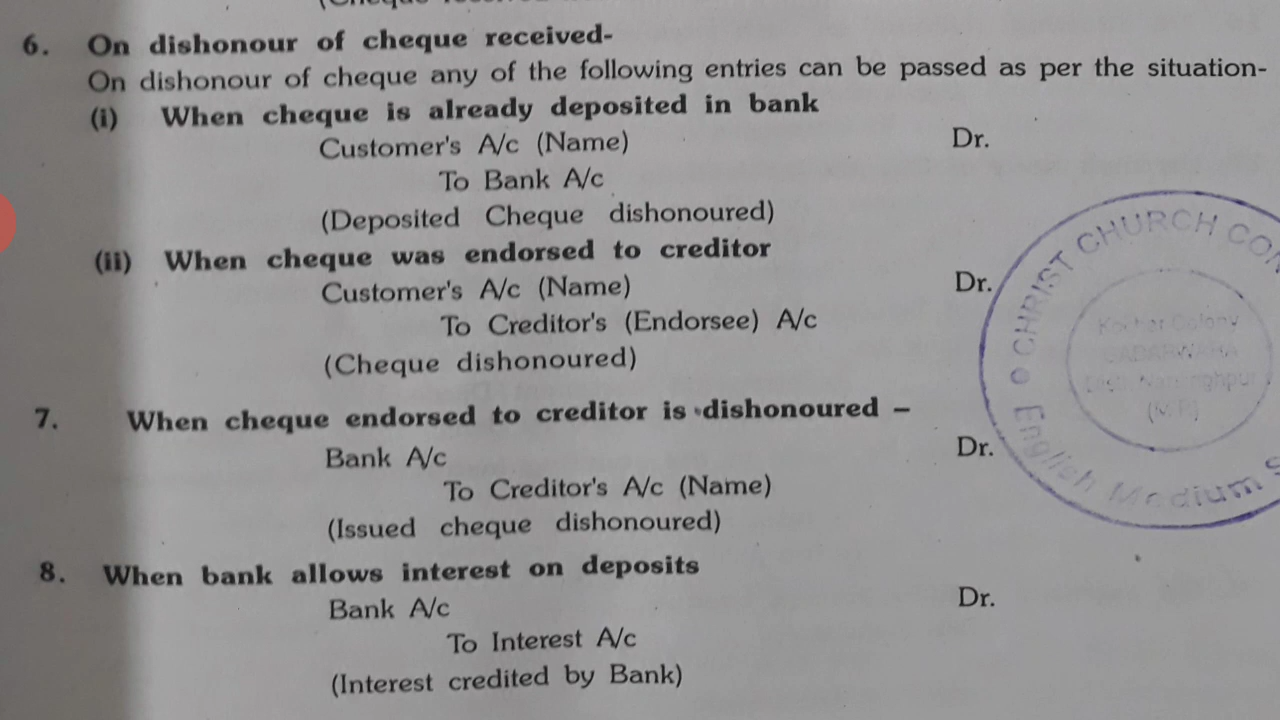 6. On dishonour of cheque received-
On dishonour of cheque any of the following entries can be passed as per the situation-
(i) When cheque is already deposited in bank
Customer's A/c (Name) Dr.
To Bank A/c
(Deposited Cheque dishonoured)
(ii) When cheque was endorsed to creditor
Customer's A/c (Name) Dr.
To Creditor's (Endorsee) A/c
(Cheque dishonoured)
7. When cheque endorsed to creditor is dishonoured –
Bank A/c Dr.
To Creditor's A/c (Name)
(Issued cheque dishonoured)
8. When bank allows interest on deposits
Bank A/c Dr.
To Interest A/c
(Interest credited by Bank)
CHRIST CHURCH
English Medium
Colony
(M.P.)